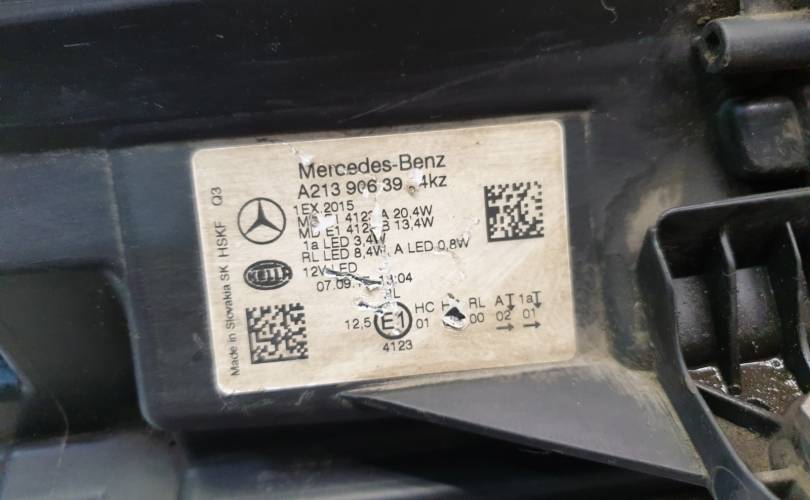 Mercedes-Benz
A213 906 39 4kz
1EX.2015
E1 4123 A 20,4W
E1 B 13,4W
1a LED 3,4W
RL LED 8,4W A LED 0,8W
12V LED
07.09. :04
HELLA
Made in Slovakia SK HSKF Q3
HC RL A 1a
12,5 E1 01 00 02 01
4123